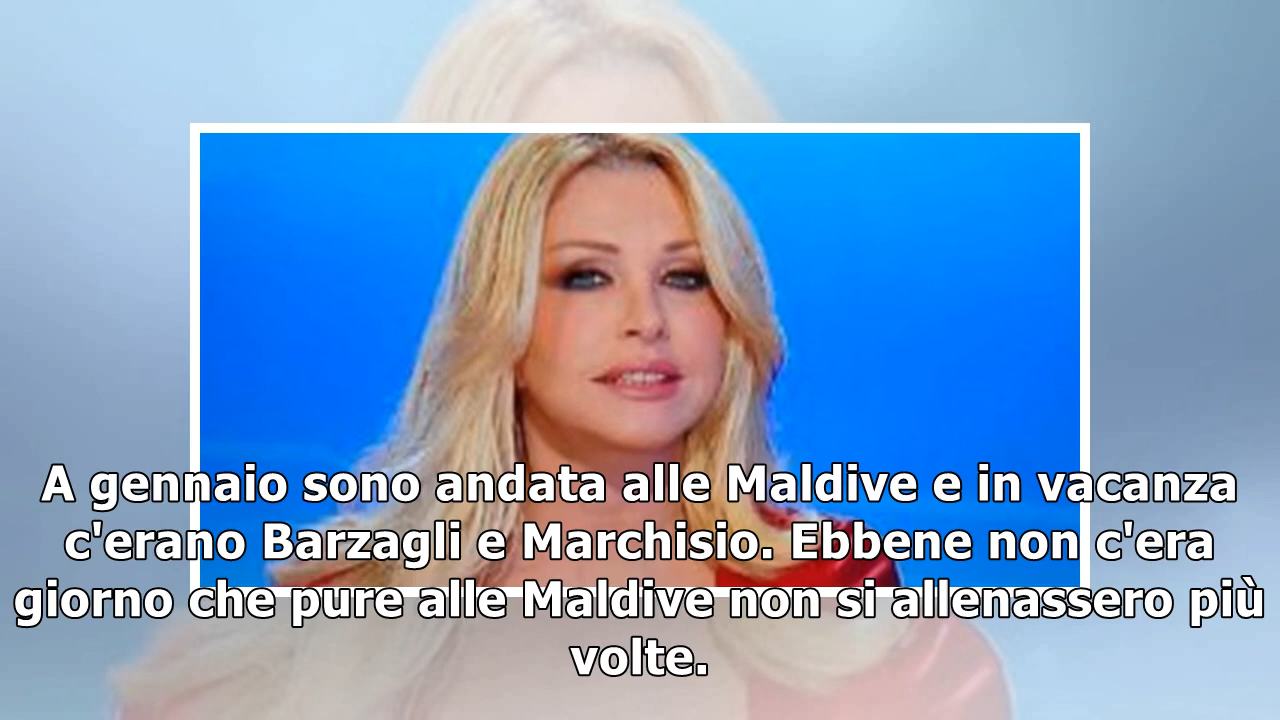 A gennaio sono andata alle Maldive e in vacanza
c'erano Barzagli e Marchisio. Ebbene non c'era
giorno che pure alle Maldive non si allenassero più
volte.